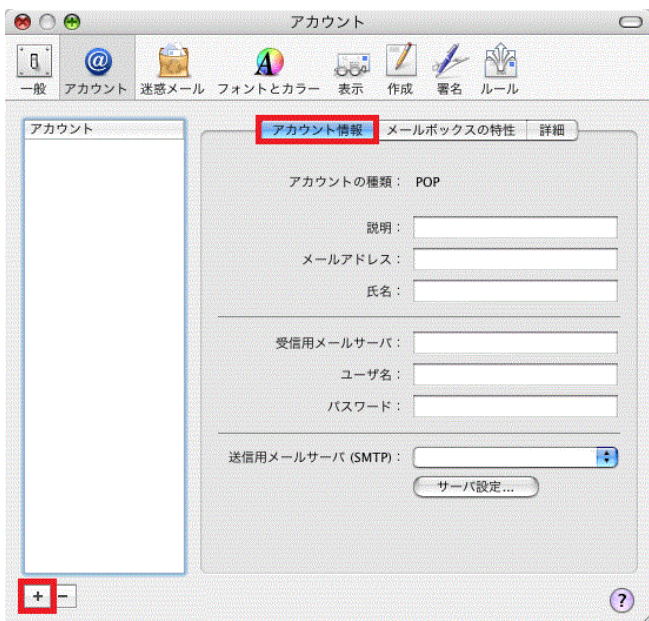 アカウント
一般 アカウント 迷惑メール フォントとカラー 表示 作成 署名 ルール
アカウント
アカウント情報 メールボックスの特性 詳細
アカウントの種類： POP
説明：
メールアドレス：
氏名：
受信用メールサーバ：
ユーザ名：
パスワード：
送信用メールサーバ (SMTP)：
サーバ設定...
+ −
?